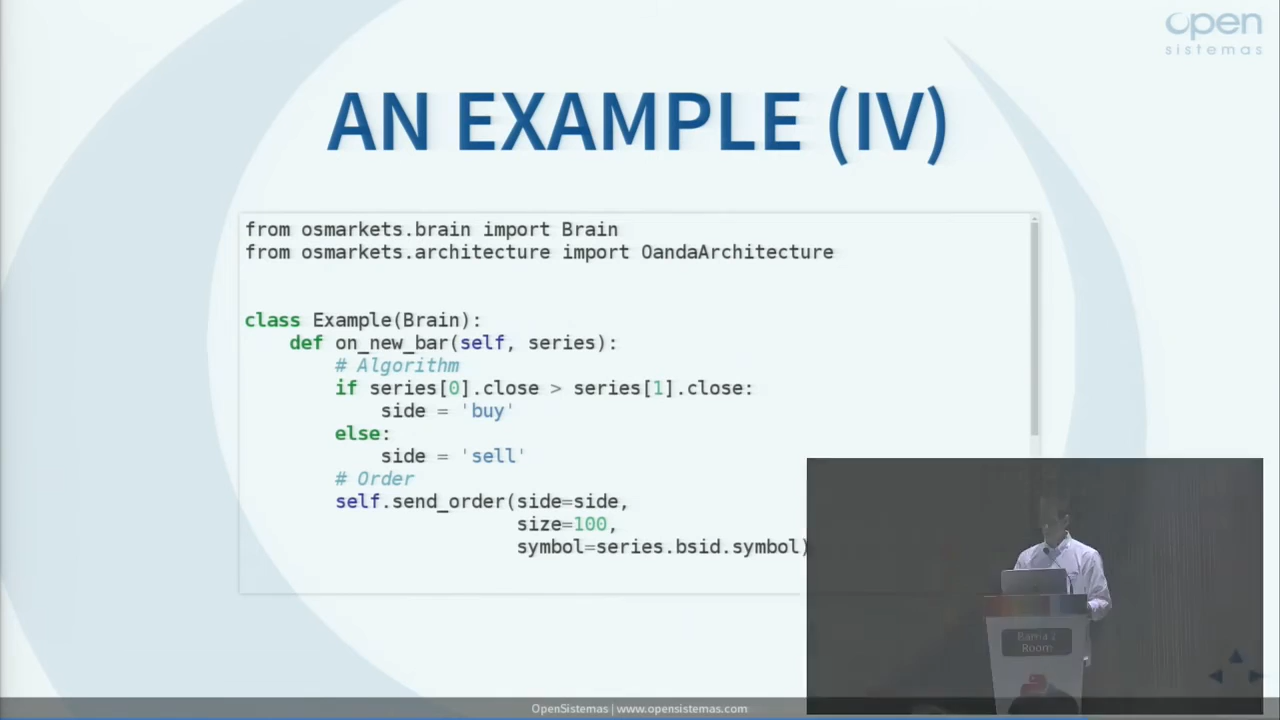 open
sistemas
AN EXAMPLE (IV)
from osmarkets.brain import Brain
from osmarkets.architecture import OandaArchitecture
class Example(Brain):
    def on_new_bar(self, series):
        # Algorithm
        if series[0].close > series[1].close:
            side = 'buy'
        else:
            side = 'sell'
        # Order
        self.send_order(side=side,
                        size=100,
                        symbol=series.bsid.symbol)
Room
OpenSistemas | www.opensistemas.com